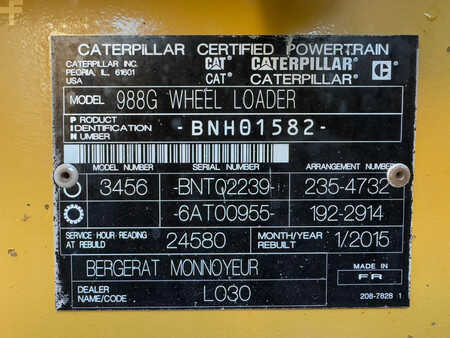 CATERPILLAR CERTIFIED POWERTRAIN
CATERPILLAR INC. CAT CATERPILLAR C
PEORIA IL, 61601 CAT CATERPILLAR
USA
MODEL 988G WHEEL LOADER
PRODUCT
IDENTIFICATION -BNH01582-
NUMBER
MODEL NUMBER SERIAL NUMBER ARRANGEMENT NUMBER
3456 -BNT02239- 235-4732
-6AT00955- 192-2914
SERVICE HOUR READING AT REBUILD 24580 MONTH/YEAR REBUILT 1/2015
BERGERAT MONNOYEUR MADE IN
FR
DEALER
NAME/CODE L030
208-7828 1